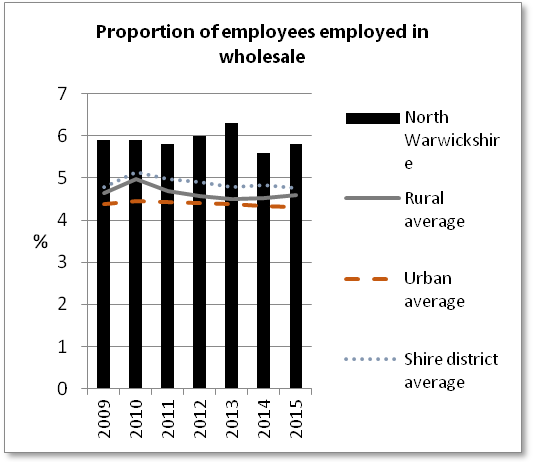 Proportion of employees employed in
wholesale
7
6
5
4
3
2
1
0
%
2009
2010
2011
2012
2013
2014
2015
North
Warwickshir
e
Rural
average
Urban
average
Shire district
average